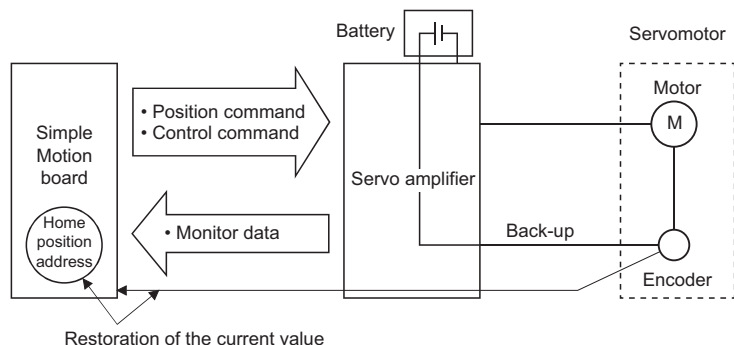 Battery
Servomotor
Simple
Motion
board
Home
position
address
• Position command
• Control command
• Monitor data
Servo amplifier
Back-up
Motor
M
Encoder
Restoration of the current value